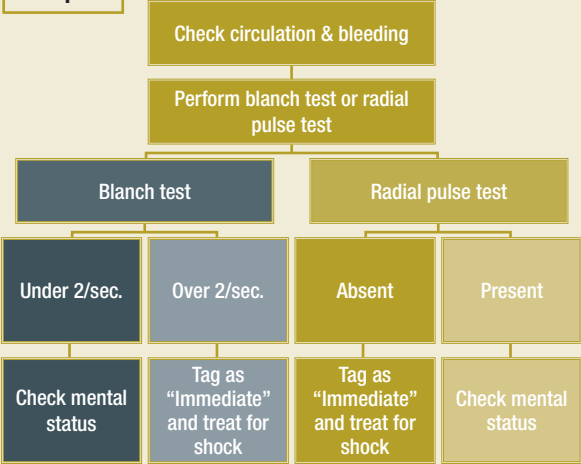 Check circulation & bleeding
Perform blanch test or radial
pulse test
Blanch test
Radial pulse test
Under 2/sec.
Over 2/sec.
Absent
Present
Check mental
status
Tag as
“Immediate”
and treat for
shock
Tag as
“Immediate”
and treat for
shock
Check mental
status